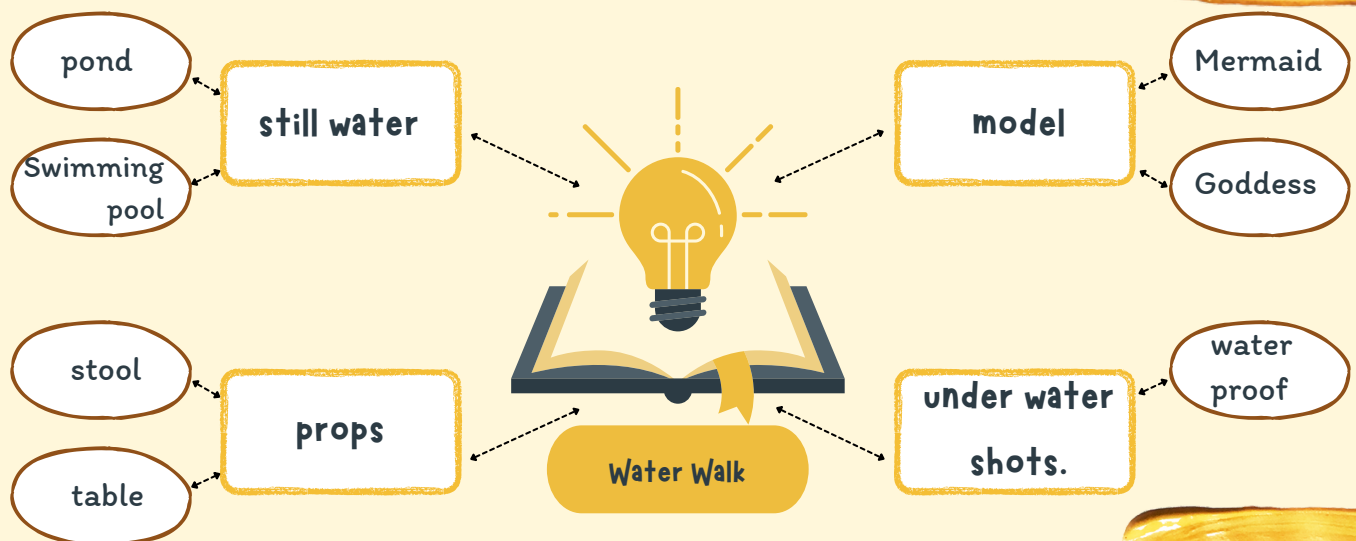 pond
Swimming
pool
still water
model
Mermaid
Goddess
stool
table
props
Water Walk
under water
shots.
water
proof